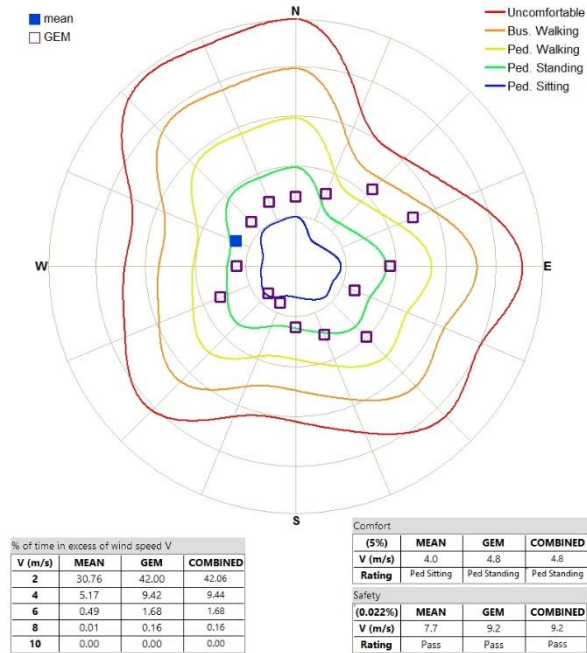 mean
GEM
N
Uncomfortable
Bus. Walking
Ped. Walking
Ped. Standing
Ped. Sitting
W
E
S
% of time in excess of wind speed V
V (m/s) MEAN GEM COMBINED
2 30.76 42.00 42.06
4 5.17 9.42 9.44
6 0.49 1.68 1.68
8 0.01 0.16 0.16
10 0.00 0.00 0.00
Comfort
(5%) MEAN GEM COMBINED
V (m/s) 4.0 4.8 4.8
Rating Ped Sitting Ped Standing Ped Standing
Safety
(0.022%) MEAN GEM COMBINED
V (m/s) 7.7 9.2 9.2
Rating Pass Pass Pass